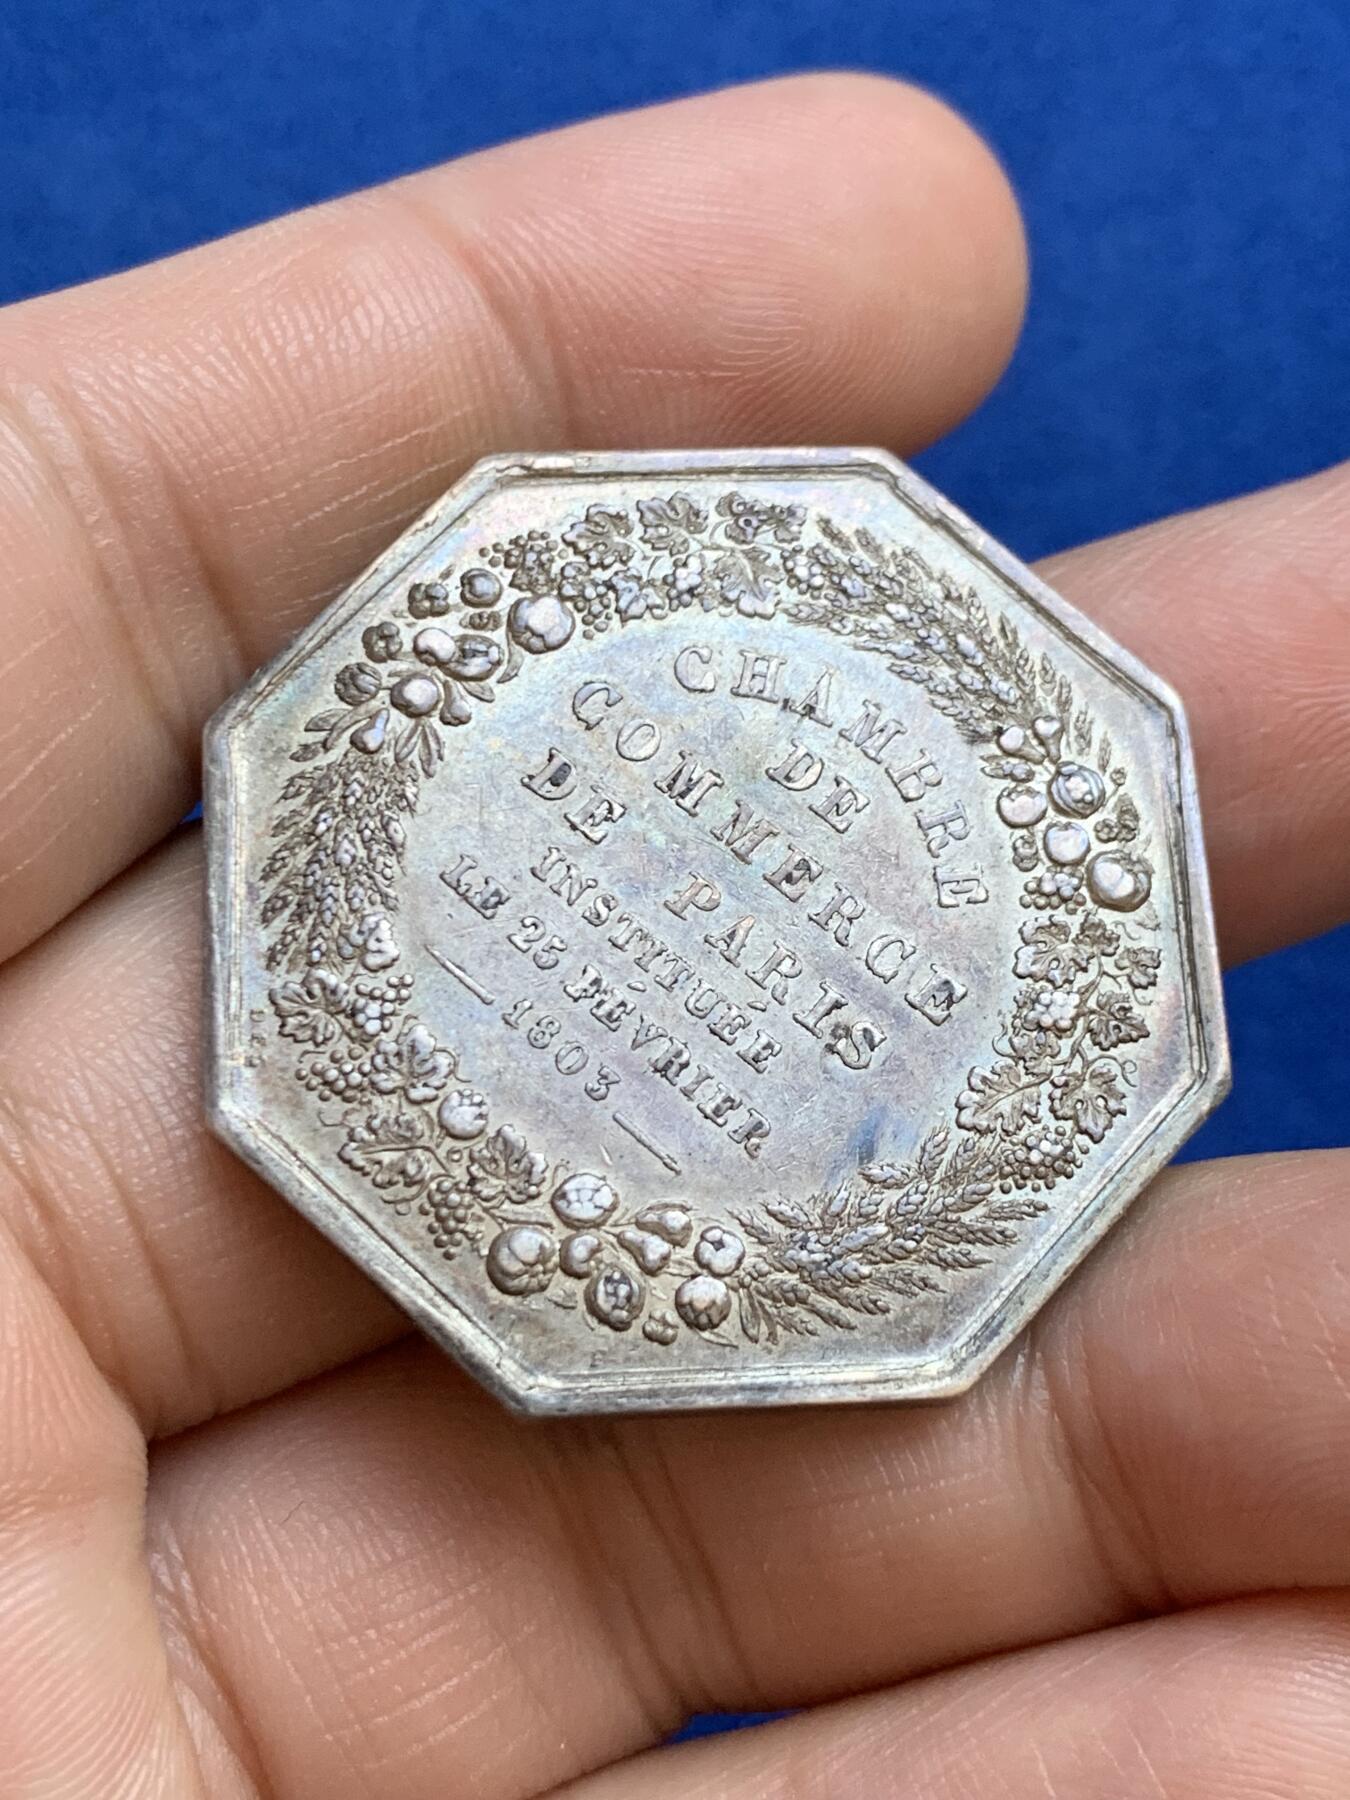 CHAMBRE
DE
COMMERCE
DE PARIS
INSTITUÉE
LE 25 FÉVRIER
1803